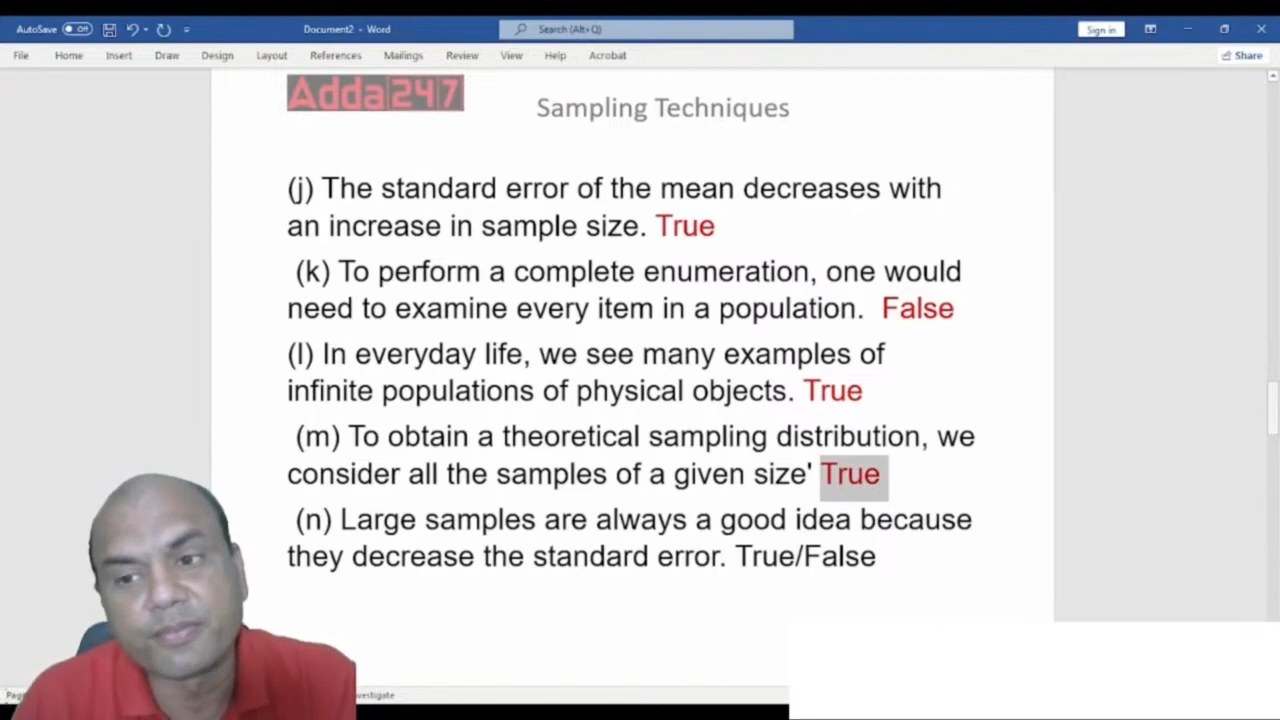 AutoSave Off Document2 - Word Search (Alt+Q) Sign in
File Home Insert Draw Design Layout References Mailings Review View Help Acrobat Share
Adda247
Sampling Techniques
(j) The standard error of the mean decreases with
an increase in sample size. True
(k) To perform a complete enumeration, one would
need to examine every item in a population. False
(l) In everyday life, we see many examples of
infinite populations of physical objects. True
(m) To obtain a theoretical sampling distribution, we
consider all the samples of a given size' True
(n) Large samples are always a good idea because
they decrease the standard error. True/False